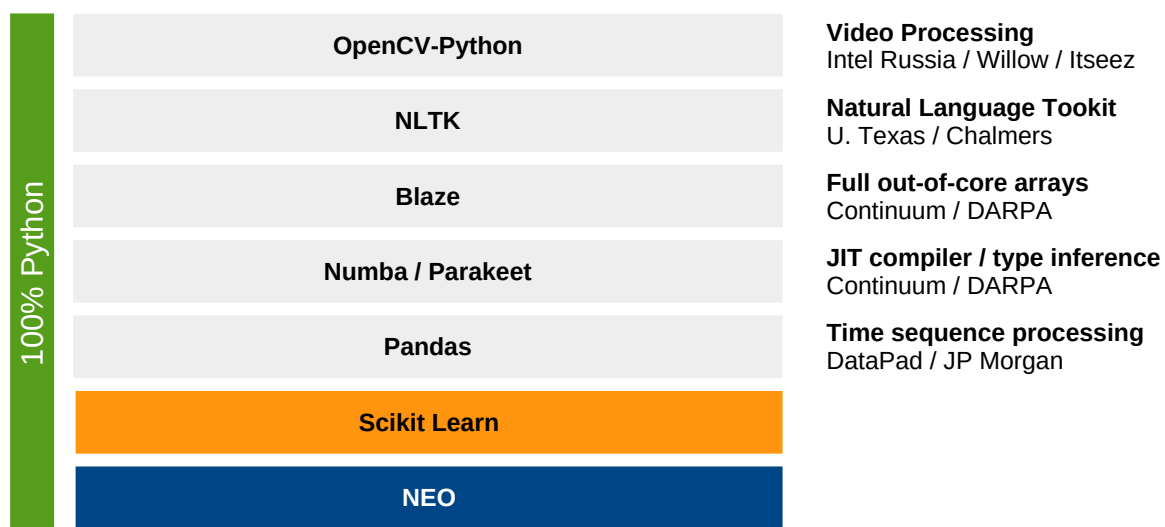 100% Python
OpenCV-Python
Video Processing
Intel Russia / Willow / Itseez
NLTK
Natural Language Tookit
U. Texas / Chalmers
Blaze
Full out-of-core arrays
Continuum / DARPA
Numba / Parakeet
JIT compiler / type inference
Continuum / DARPA
Pandas
Time sequence processing
DataPad / JP Morgan
Scikit Learn
NEO